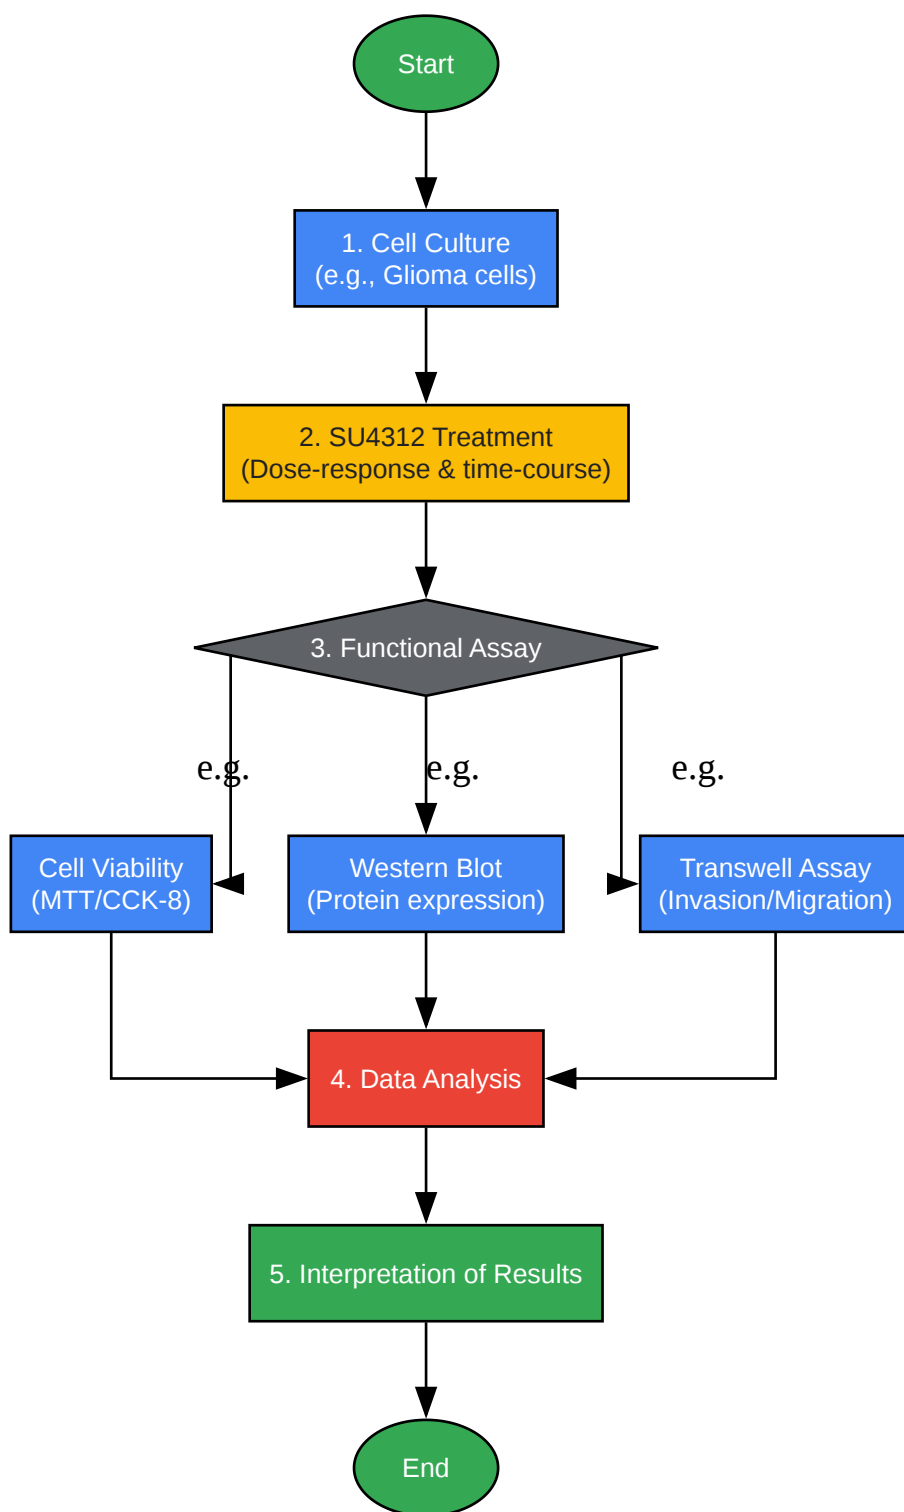 Start
1. Cell Culture
(e.g., Glioma cells)
2. SU4312 Treatment
(Dose-response & time-course)
3. Functional Assay
e.g.
e.g.
e.g.
Cell Viability
(MTT/CCK-8)
Western Blot
(Protein expression)
Transwell Assay
(Invasion/Migration)
4. Data Analysis
5. Interpretation of Results
End